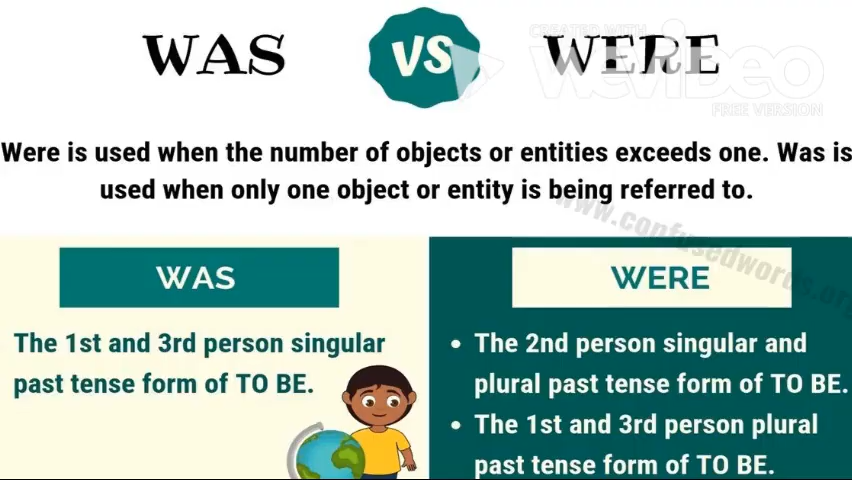 WAS VS WERE
CREATED WITH
WeVideo
FREE VERSION
Were is used when the number of objects or entities exceeds one. Was is
used when only one object or entity is being referred to.
www.confusedwords.org
WAS
The 1st and 3rd person singular
past tense form of TO BE.
WERE
• The 2nd person singular and
plural past tense form of TO BE.
• The 1st and 3rd person plural
past tense form of TO BE.